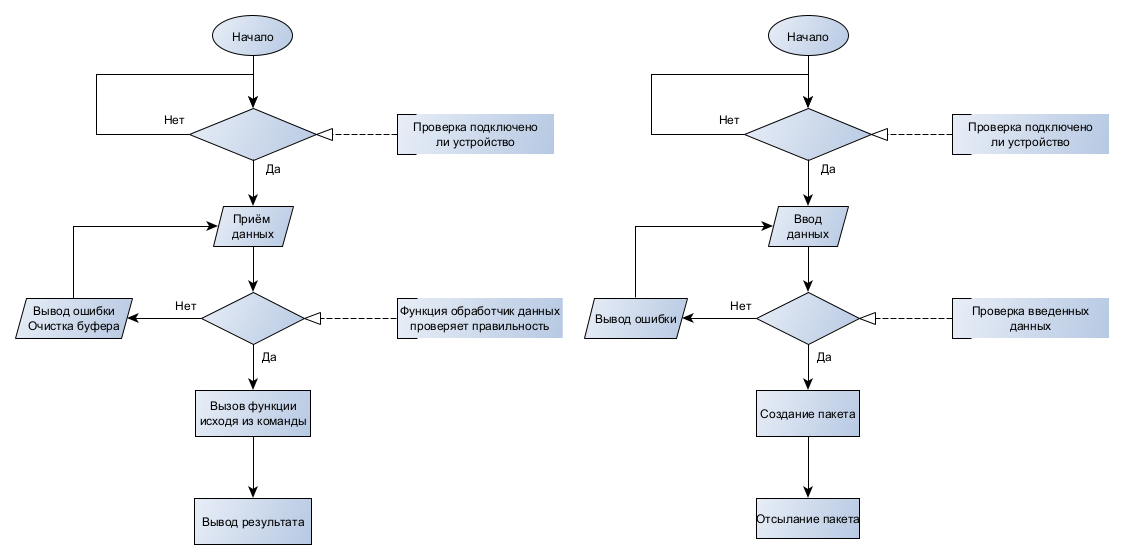 Начало
Нет
Проверка подключено
ли устройство
Да
Приём
данных
Вывод ошибки
Очистка буфера
Нет
Функция обработчик данных
проверяет правильность
Да
Вызов функции
исходя из команды
Вывод результата
Начало
Нет
Проверка подключено
ли устройство
Да
Ввод
данных
Вывод ошибки
Нет
Проверка введенных
данных
Да
Создание пакета
Отсылание пакета